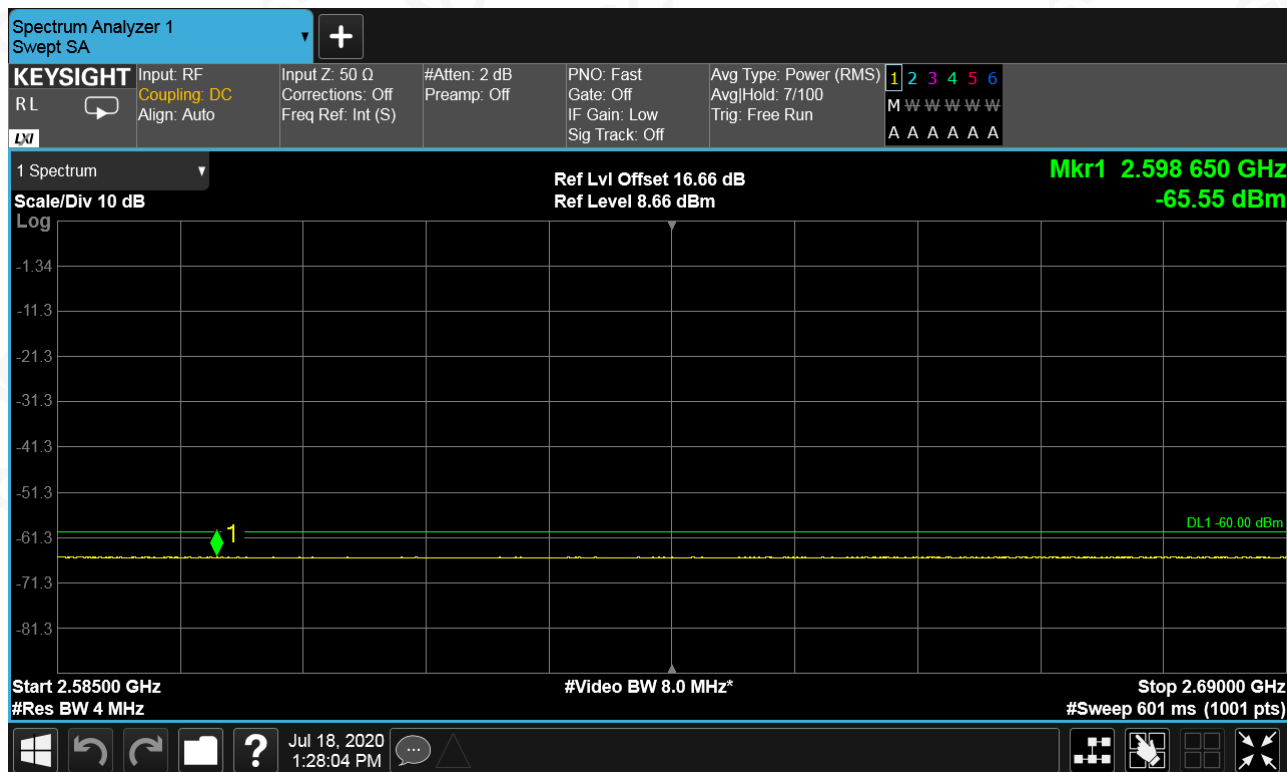 Spectrum Analyzer 1
Swept SA
KEYSIGHT
R L
LXI
Input: RF
Coupling: DC
Align: Auto
Input Z: 50 Ω
Corrections: Off
Freq Ref: Int (S)
#Atten: 2 dB
Preamp: Off
PNO: Fast
Gate: Off
IF Gain: Low
Sig Track: Off
Avg Type: Power (RMS)
Avg|Hold: 7/100
Trig: Free Run
1 2 3 4 5 6
M W W W W W
A A A A A A
1 Spectrum
Scale/Div 10 dB
Ref Lvl Offset 16.66 dB
Ref Level 8.66 dBm
Mkr1 2.598 650 GHz
-65.55 dBm
Log
-1.34
-11.3
-21.3
-31.3
-41.3
-51.3
DL1 -60.00 dBm
1
-61.3
-71.3
-81.3
Start 2.58500 GHz
#Video BW 8.0 MHz*
Stop 2.69000 GHz
#Res BW 4 MHz
#Sweep 601 ms (1001 pts)
?
Jul 18, 2020
1:28:04 PM